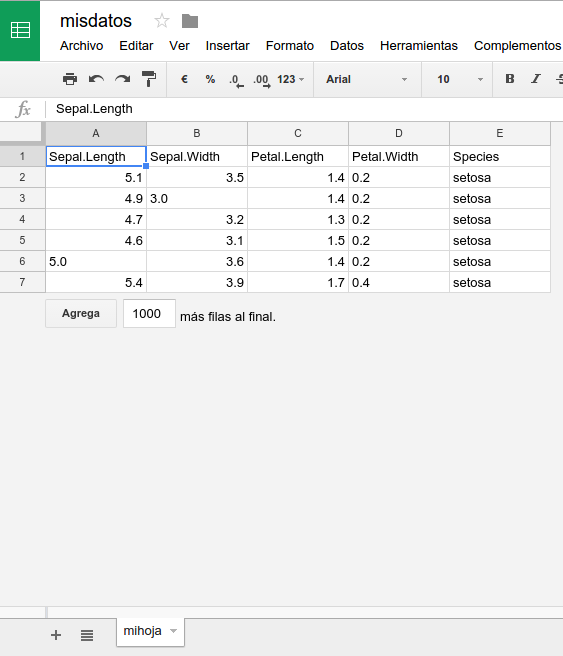 misdatos
Archivo Editar Ver Insertar Formato Datos Herramientas Complementos
€ % .0 .00 123 Arial 10 B I S
fx Sepal.Length
A B C D E
1 Sepal.Length Sepal.Width Petal.Length Petal.Width Species
2 5.1 3.5 1.4 0.2 setosa
3 4.9 3.0 1.4 0.2 setosa
4 4.7 3.2 1.3 0.2 setosa
5 4.6 3.1 1.5 0.2 setosa
6 5.0 3.6 1.4 0.2 setosa
7 5.4 3.9 1.7 0.4 setosa
Agrega 1000 más filas al final.
mihoja